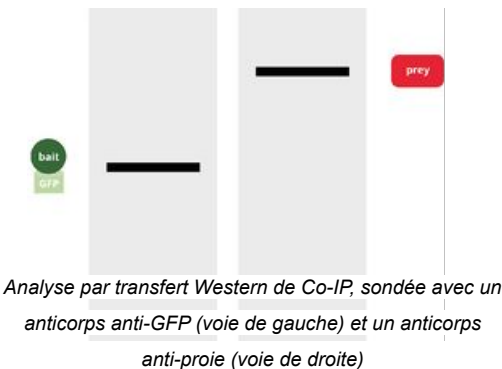 prey
bait
GFP
Analyse par transfert Western de Co-IP, sondée avec un
anticorps anti-GFP (voie de gauche) et un anticorps
anti-proie (voie de droite)